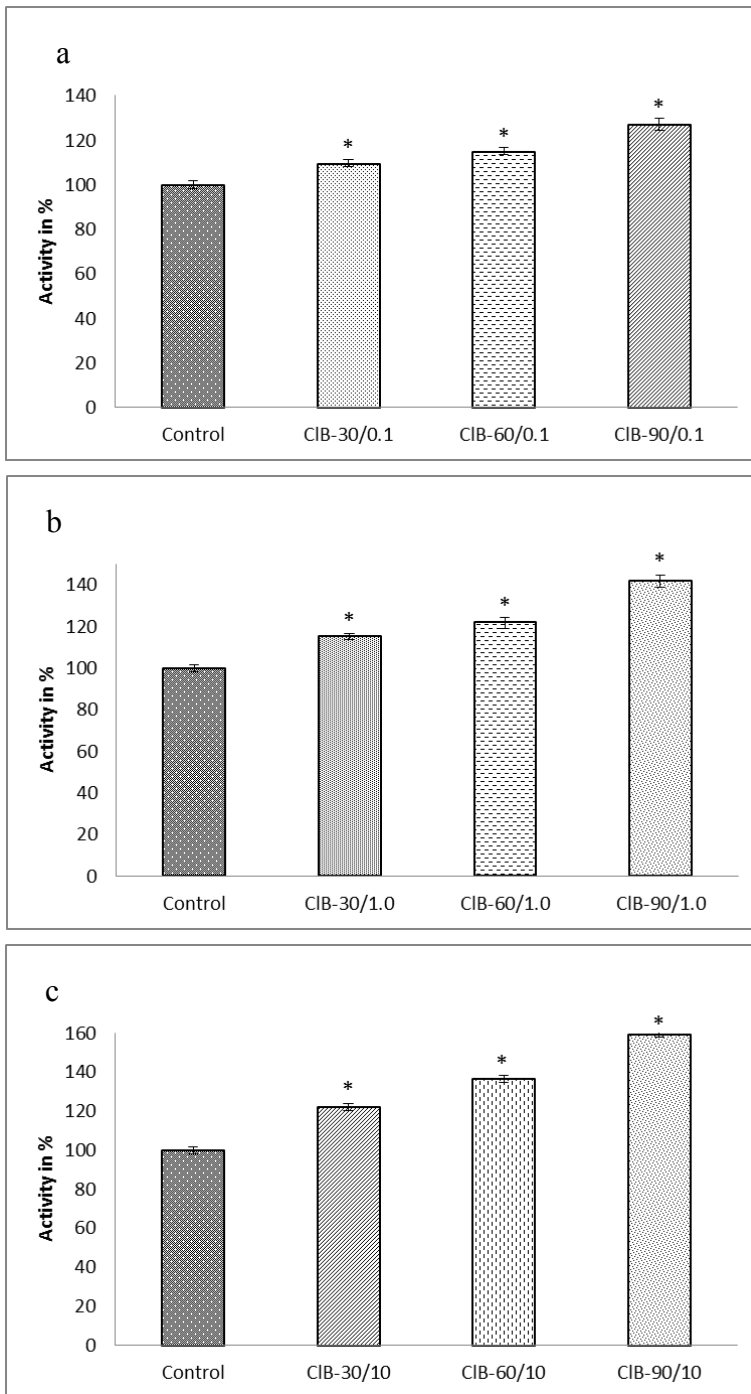 a
140
120
100
80
60
40
20
0
Activity in %
*
*
*
Control
ClB-30/0.1
ClB-60/0.1
ClB-90/0.1
b
140
120
100
80
60
40
20
0
Activity in %
*
*
*
Control
ClB-30/1.0
ClB-60/1.0
ClB-90/1.0
c
160
140
120
100
80
60
40
20
0
Activity in %
*
*
*
Control
ClB-30/10
ClB-60/10
ClB-90/10